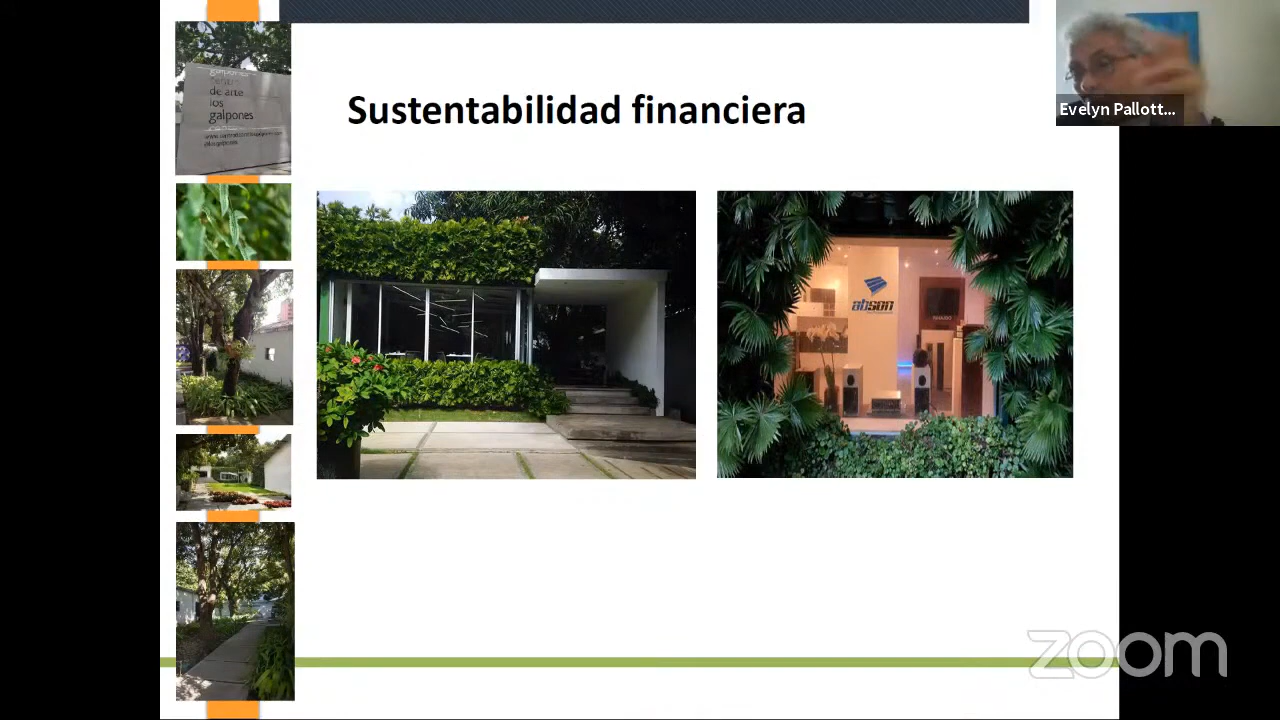 de arte
los
galpones
Sustentabilidad financiera
Evelyn Pallott...
abson
zoom